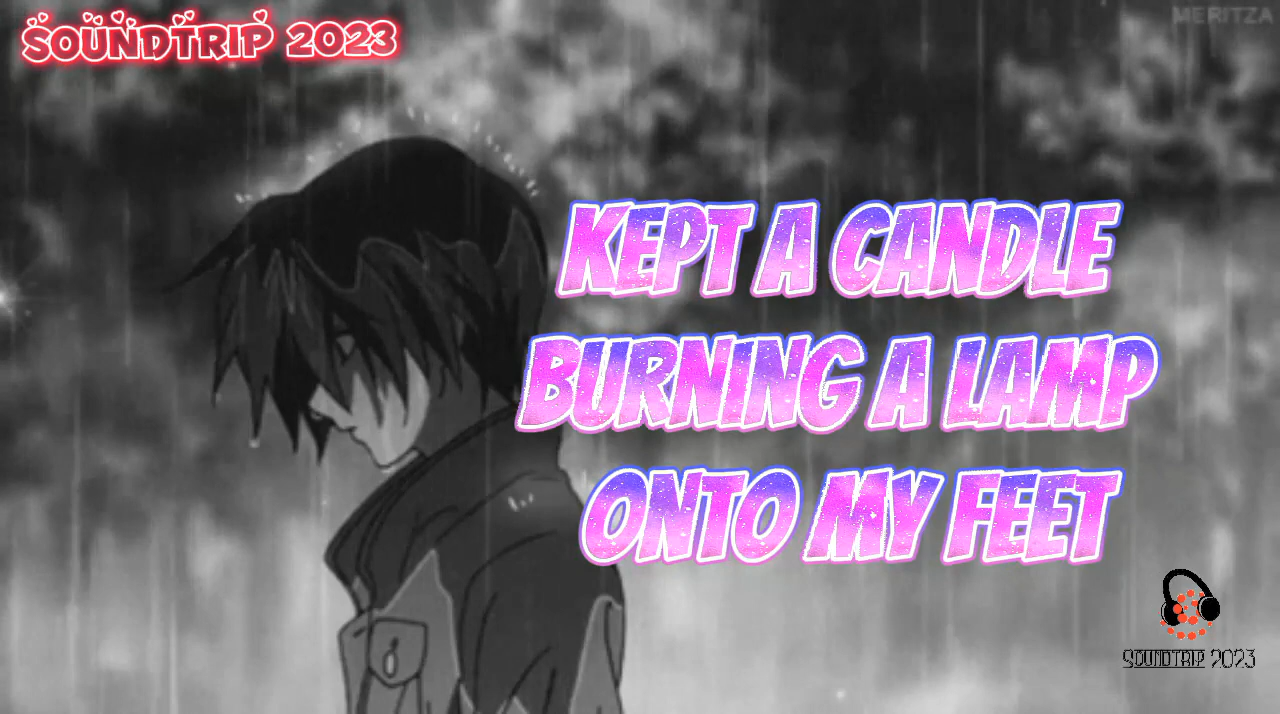 SOUNDTRIP 2023
MERITZA
KEPT A CANDLE
BURNING A LAMP
ONTO MY FEET
SOUNDTRIP 2023